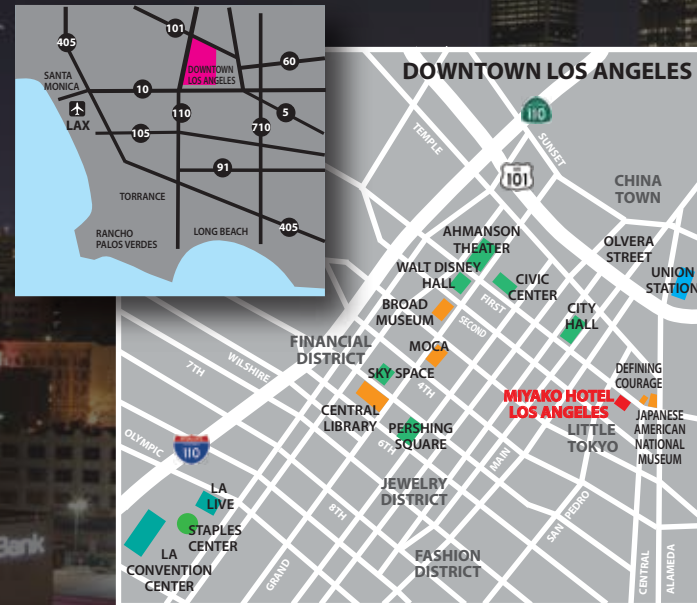 101
405
60
SANTA
MONICA
DOWNTOWN
LOS ANGELES
10
LAX
110
5
105
710
91
TORRANCE
RANCHO
PALOS VERDES
LONG BEACH
405
DOWNTOWN LOS ANGELES
110
TEMPLE
SUNSET
101
CHINA
TOWN
AHMANSON
THEATER
OLVERA
STREET
WALT DISNEY
HALL
CIVIC
CENTER
UNION
STATION
BROAD
MUSEUM
FIRST
SECOND
CITY
HALL
FINANCIAL
DISTRICT
MOCA
7TH
WILSHIRE
SKY SPACE
4TH
DEFINING
COURAGE
MIYAKO HOTEL
LOS ANGELES
CENTRAL
LIBRARY
PERSHING
SQUARE
6TH
LITTLE
TOKYO
JAPANESE
AMERICAN
NATIONAL
MUSEUM
OLYMPIC
110
MAIN
JEWELRY
DISTRICT
LA
LIVE
8TH
SAN PEDRO
STAPLES
CENTER
LA
CONVENTION
CENTER
GRAND
FASHION
DISTRICT
CENTRAL
ALAMEDA
Bank